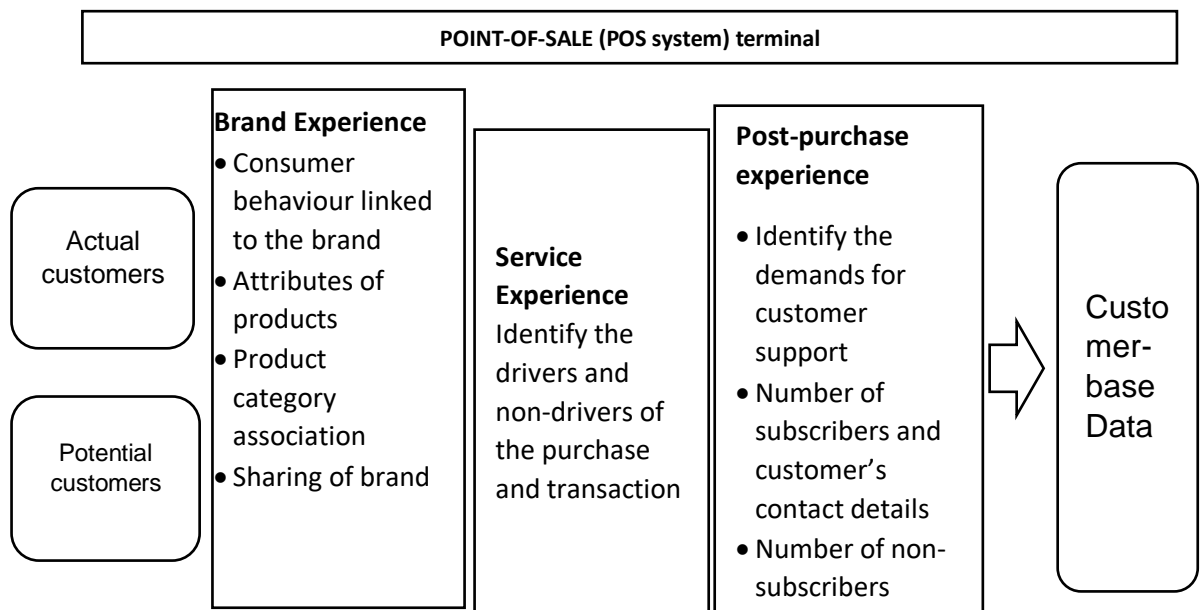 POINT-OF-SALE (POS system) terminal
Actual
customers
Potential
customers
Brand Experience
• Consumer
behaviour linked
to the brand
• Attributes of
products
• Product
category
association
• Sharing of brand
Service
Experience
Identify the
drivers and
non-drivers of
the purchase
and transaction
Post-purchase
experience
• Identify the
demands for
customer
support
• Number of
subscribers and
customer’s
contact details
• Number of non-
subscribers
Custo
mer-
base
Data